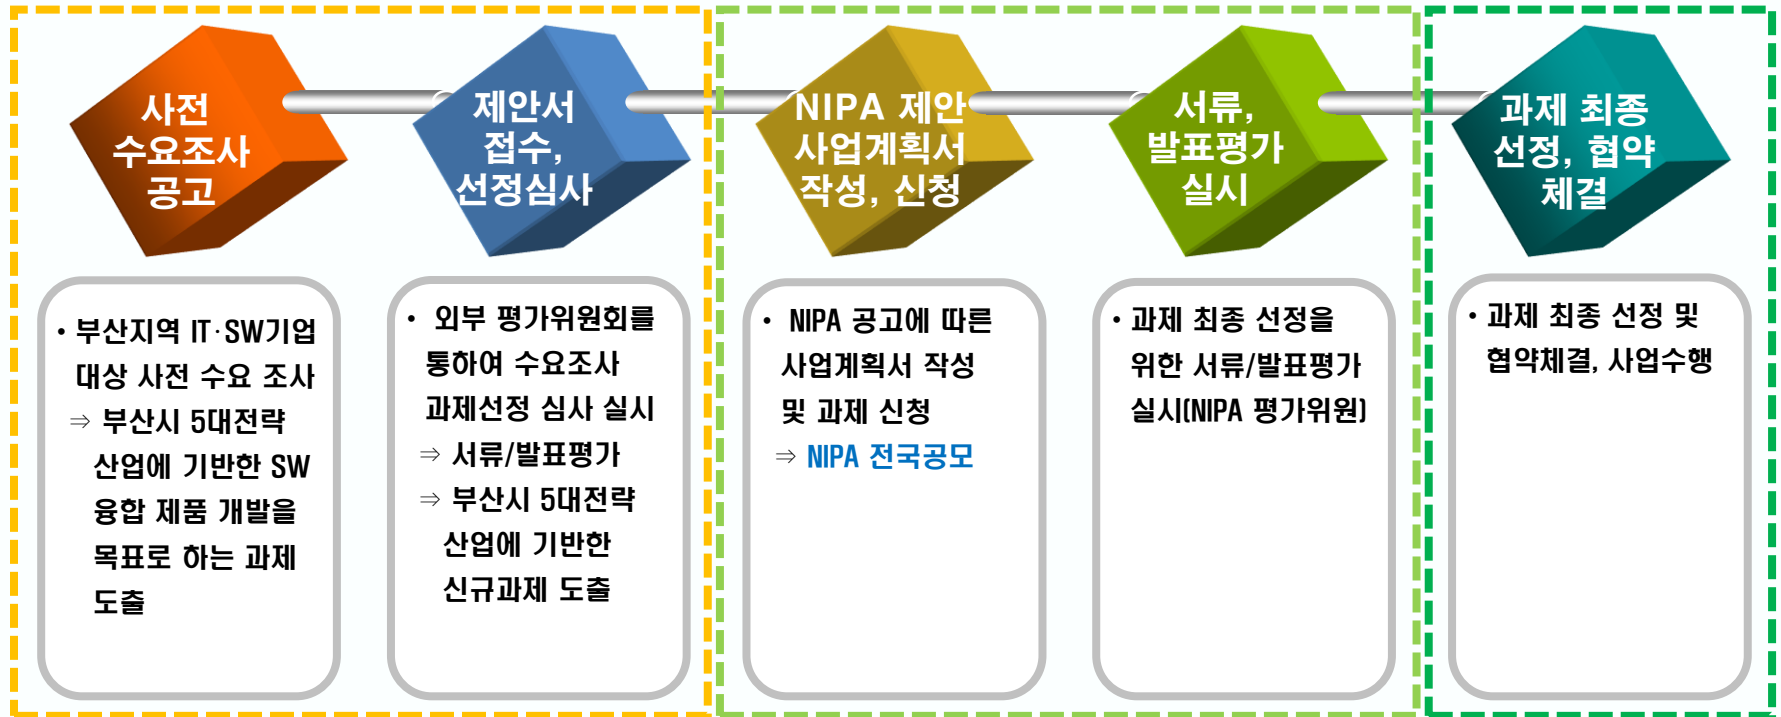 사전
수요조사
공고
제안서
접수,
선정심사
NIPA 제안
사업계획서
작성, 신청
서류,
발표평가
실시
과제 최종
선정, 협약
체결
• 부산지역 IT·SW기업
대상 사전 수요 조사
⇒ 부산시 5대전략
산업에 기반한 SW
융합 제품 개발을
목표로 하는 과제
도출
• 외부 평가위원회를
통하여 수요조사
과제선정 심사 실시
⇒ 서류/발표평가
⇒ 부산시 5대전략
산업에 기반한
신규과제 도출
• NIPA 공고에 따른
사업계획서 작성
및 과제 신청
⇒ NIPA 전국공모
• 과제 최종 선정을
위한 서류/발표평가
실시(NIPA 평가위원)
• 과제 최종 선정 및
협약체결, 사업수행